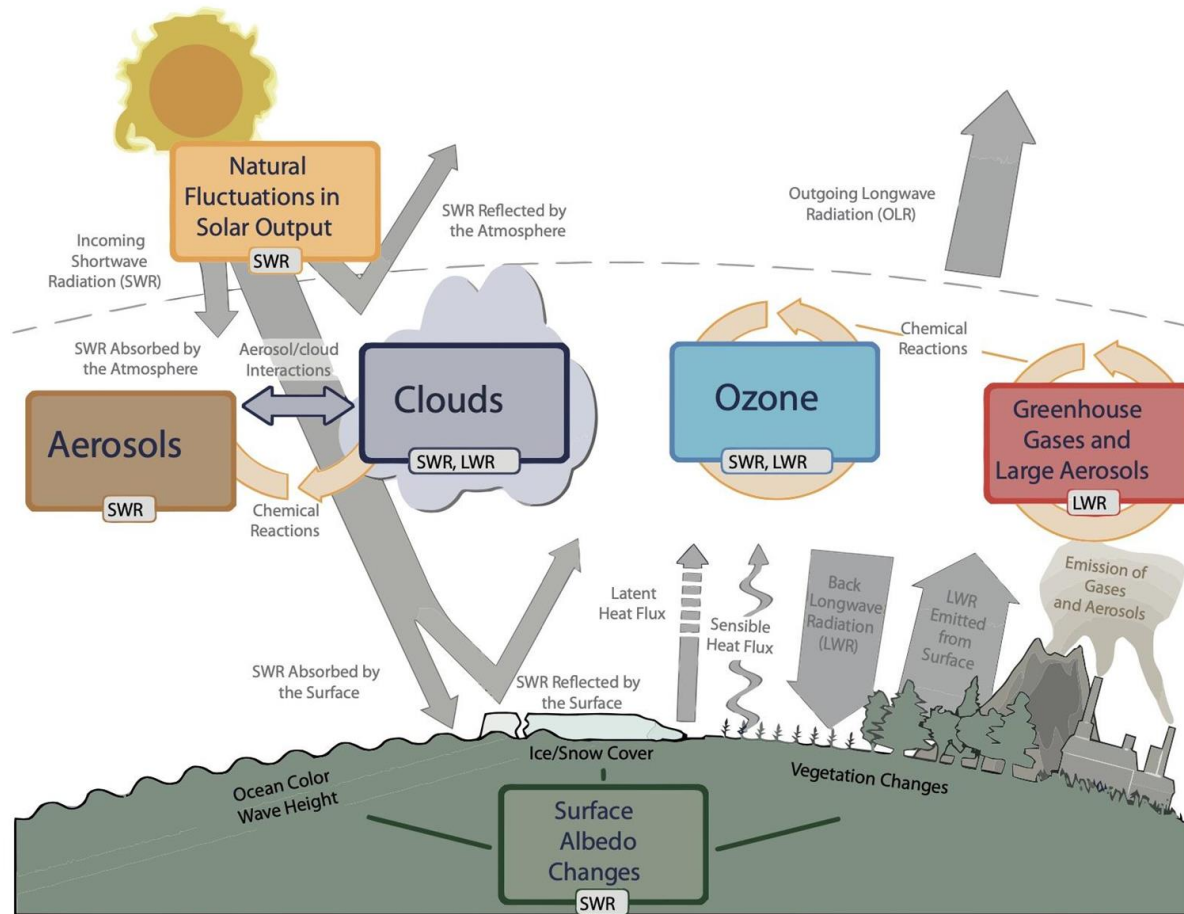 Natural
Fluctuations in
Solar Output
SWR
Incoming
Shortwave
Radiation (SWR)
SWR Reflected by
the Atmosphere
Outgoing Longwave
Radiation (OLR)
SWR Absorbed by
the Atmosphere
Aerosol/cloud
Interactions
Chemical
Reactions
Aerosols
SWR
Clouds
SWR, LWR
Ozone
SWR, LWR
Greenhouse
Gases and
Large Aerosols
LWR
Chemical
Reactions
Emission of
Gases
and Aerosols
Latent
Heat Flux
Sensible
Heat Flux
Back
Longwave
Radiation
(LWR)
LWR
Emitted
from
Surface
SWR Absorbed by
the Surface
SWR Reflected by
the Surface
Ice/Snow Cover
Ocean Color
Wave Height
Vegetation Changes
Surface
Albedo
Changes
SWR